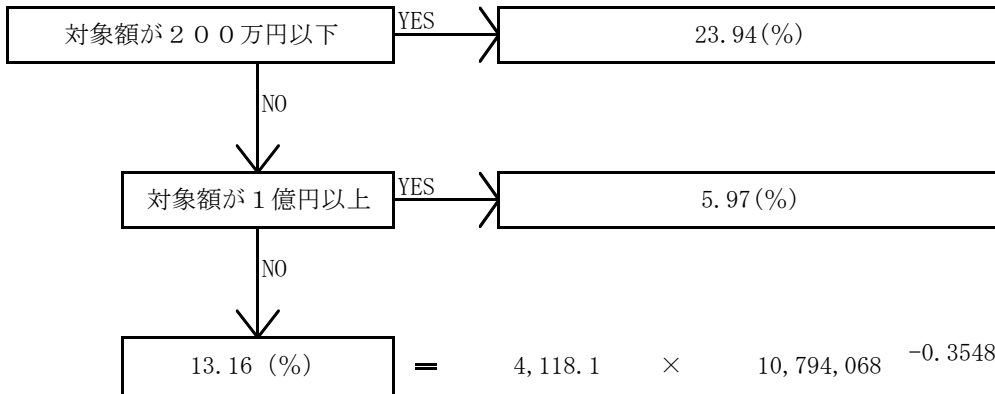 対象額が２００万円以下 YES 23.94(%)
NO
対象額が１億円以上 YES 5.97(%)
NO
13.16 (%) = 4,118.1 × 10,794,068 -0.3548